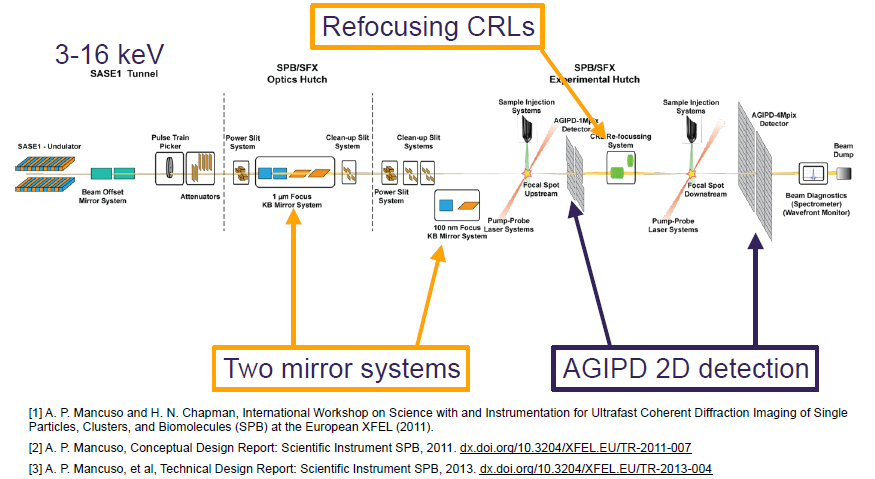 Refocusing CRLs
3-16 keV
SASE1 Tunnel
SPB/SFX
Optics Hutch
SPB/SFX
Experimental Hutch
SASE1 - Undulator
Beam Offset
Mirror System
Pulse Train
Picker
Attenuators
Power Slit
System
1 µm Focus
KB Mirror System
Clean-up Slit
System
Power Slit
System
Clean-up Slit
Systems
100 nm Focus
KB Mirror System
Sample Injection
Systems
Pump-Probe
Laser Systems
Focal Spot
Upstream
AGIPD-1Mpix
Detector
CRL Re-focussing
System
Sample Injection
Systems
Focal Spot
Downstream
Pump-Probe
Laser Systems
AGIPD-4Mpix
Detector
Beam Diagnostics
(Spectrometer)
(Wavefront Monitor)
Beam
Dump
Two mirror systems
AGIPD 2D detection
[1] A. P. Mancuso and H. N. Chapman, International Workshop on Science with and Instrumentation for Ultrafast Coherent Diffraction Imaging of Single
Particles, Clusters, and Biomolecules (SPB) at the European XFEL (2011).
[2] A. P. Mancuso, Conceptual Design Report: Scientific Instrument SPB, 2011. dx.doi.org/10.3204/XFEL.EU/TR-2011-007
[3] A. P. Mancuso, et al, Technical Design Report: Scientific Instrument SPB, 2013. dx.doi.org/10.3204/XFEL.EU/TR-2013-004